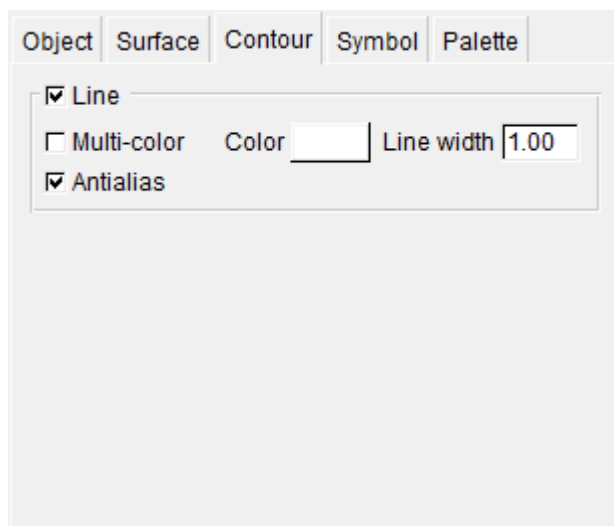 Object Surface Contour Symbol Palette
Line
Multi-color Color Line width 1.00
Antialias